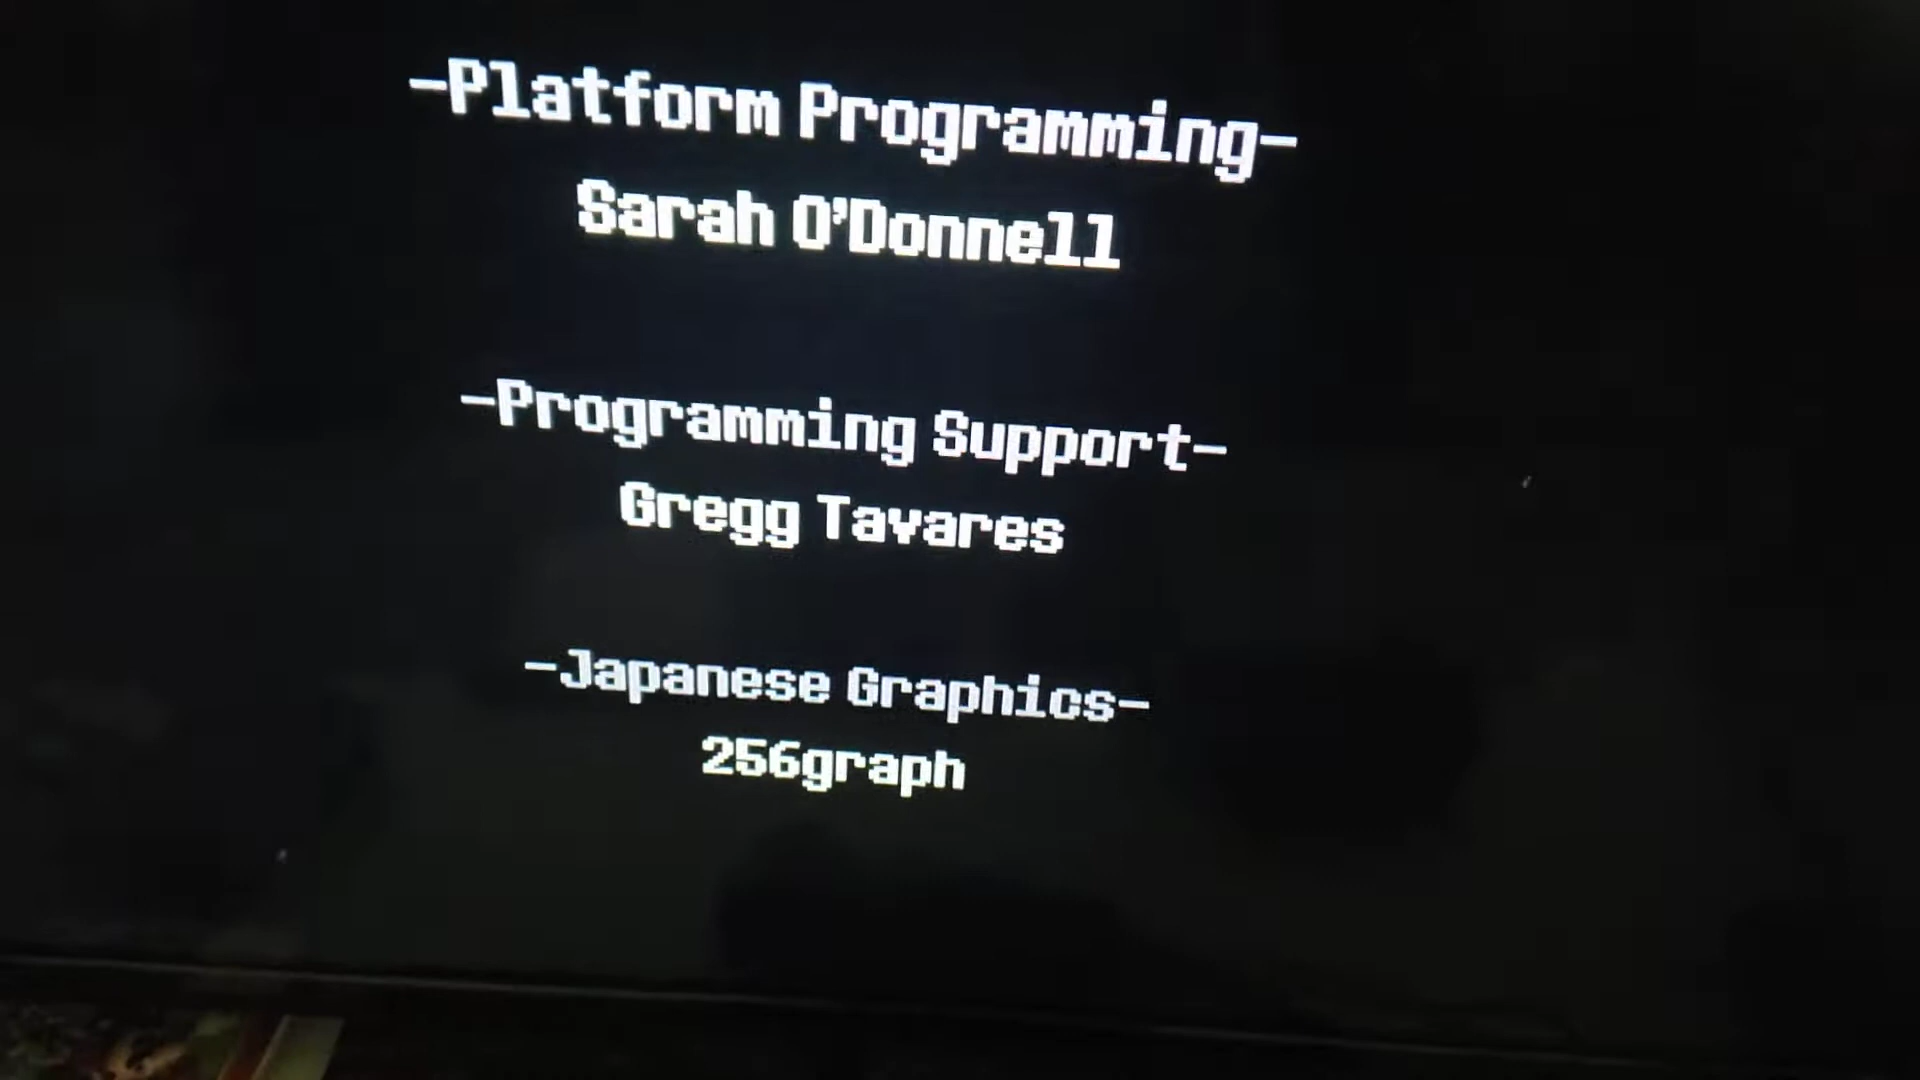 -Platform Programming-
Sarah O'Donnell
-Programming Support-
Gregg Tavares
-Japanese Graphics-
256graph